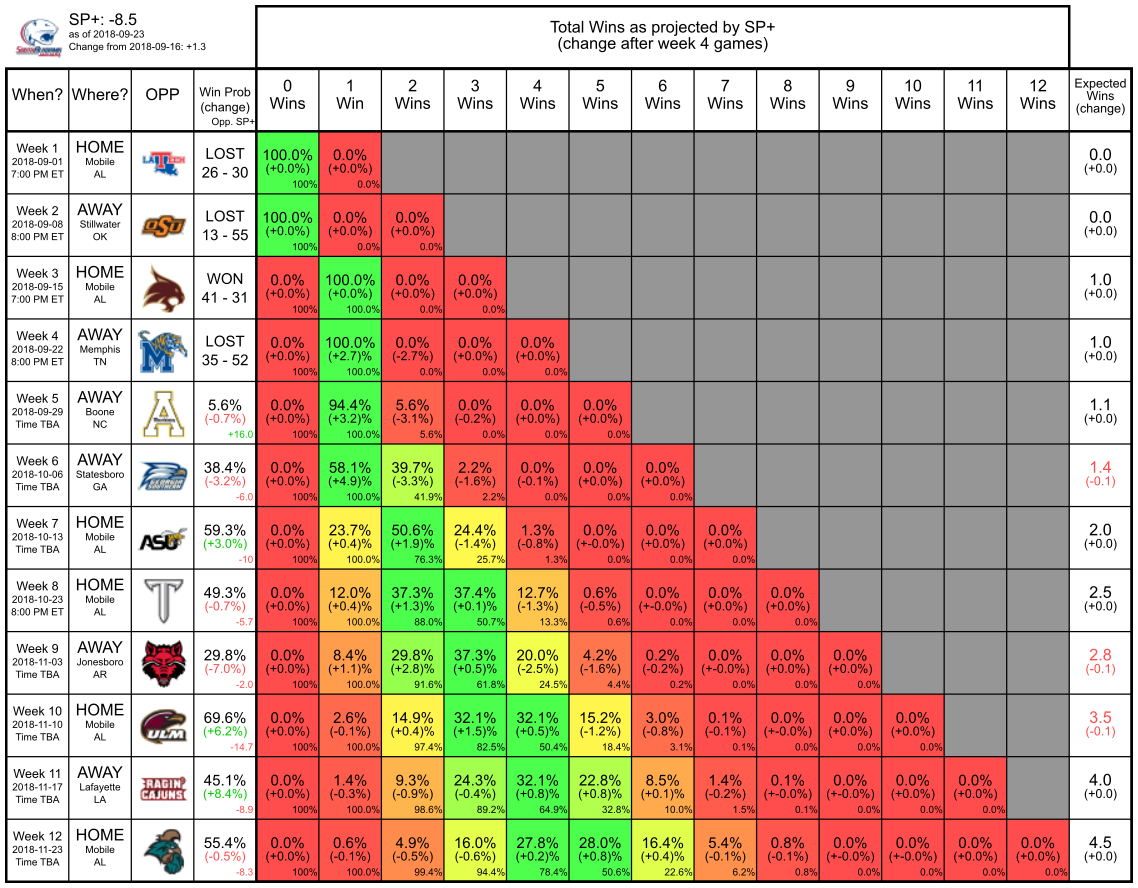 SP+: -8.5
as of 2018-09-23
Change from 2018-09-16: +1.3
Total Wins as projected by SP+
(change after week 4 games)
When? Where? OPP Win Prob (change) Opp. SP+ 0 Wins 1 Win 2 Wins 3 Wins 4 Wins 5 Wins 6 Wins 7 Wins 8 Wins 9 Wins 10 Wins 11 Wins 12 Wins Expected Wins (change)
Week 1 HOME LOST 100.0% 0.0% 0.0
2018-09-01 Mobile LA TECH (+0.0%) (+0.0%) (+0.0)
7:00 PM ET AL 26 - 30 100% 0.0%
Week 2 AWAY LOST 100.0% 0.0% 0.0% 0.0
2018-09-08 Stillwater OSU (+0.0%) (+0.0%) (+0.0%) (+0.0)
8:00 PM ET OK 13 - 55 100% 0.0% 0.0%
Week 3 HOME WON 0.0% 100.0% 0.0% 0.0% 1.0
2018-09-15 Mobile (+0.0%) (+0.0%) (+0.0%) (+0.0%) (+0.0)
7:00 PM ET AL 41 - 31 100% 100.0% 0.0% 0.0%
Week 4 AWAY LOST 0.0% 100.0% 0.0% 0.0% 0.0% 1.0
2018-09-22 Memphis M (+0.0%) (+2.7)% (-2.7%) (+0.0%) (+0.0%) (+0.0)
8:00 PM ET TN 35 - 52 100% 100.0% 0.0% 0.0% 0.0%
Week 5 AWAY 5.6% 0.0% 94.4% 5.6% 0.0% 0.0% 0.0% 1.1
2018-09-29 Boone A (-0.7%) (+0.0%) (+3.2)% (-3.1%) (-0.2%) (+0.0%) (+0.0%) (+0.0)
Time TBA NC +16.0 100% 100.0% 5.6% 0.0% 0.0% 0.0%
Week 6 AWAY 38.4% 0.0% 58.1% 39.7% 2.2% 0.0% 0.0% 0.0% 1.4
2018-10-06 Statesboro GEORGIA SOUTHERN (-3.2%) (+0.0%) (+4.9)% (-3.3%) (-1.6%) (-0.1%) (+0.0%) (+0.0%) (-0.1)
Time TBA GA -6.0 100% 100.0% 41.9% 2.2% 0.0% 0.0% 0.0%
Week 7 HOME 59.3% 0.0% 23.7% 50.6% 24.4% 1.3% 0.0% 0.0% 0.0% 2.0
2018-10-13 Mobile ASU (+3.0%) (+0.0%) (+0.4)% (+1.9)% (-1.4%) (-0.8%) (+-0.0%) (+0.0%) (+0.0%) (+0.0)
Time TBA AL -10 100% 100.0% 76.3% 25.7% 1.3% 0.0% 0.0% 0.0%
Week 8 HOME 49.3% 0.0% 12.0% 37.3% 37.4% 12.7% 0.6% 0.0% 0.0% 0.0% 2.5
2018-10-23 Mobile T (-0.7%) (+0.0%) (+0.4)% (+1.3)% (+0.1)% (-1.3%) (-0.5%) (+-0.0%) (+0.0%) (+0.0%) (+0.0)
8:00 PM ET AL -5.7 100% 100.0% 88.0% 50.7% 13.3% 0.6% 0.0% 0.0% 0.0%
Week 9 AWAY 29.8% 0.0% 8.4% 29.8% 37.3% 20.0% 4.2% 0.2% 0.0% 0.0% 0.0% 2.8
2018-11-03 Jonesboro (-7.0%) (+0.0%) (+1.1)% (+2.8)% (+0.5)% (-2.5%) (-1.6%) (-0.2%) (+-0.0%) (+0.0%) (+0.0%) (-0.1)
Time TBA AR -2.0 100% 100.0% 91.6% 61.8% 24.5% 4.4% 0.2% 0.0% 0.0% 0.0%
Week 10 HOME 69.6% 0.0% 2.6% 14.9% 32.1% 32.1% 15.2% 3.0% 0.1% 0.0% 0.0% 0.0% 3.5
2018-11-10 Mobile ULM (+6.2%) (+0.0%) (-0.1%) (+0.4)% (+1.5)% (+0.5)% (-1.2%) (-0.8%) (-0.1%) (+-0.0%) (+0.0%) (+0.0%) (-0.1)
Time TBA AL -14.7 100% 100.0% 97.4% 82.5% 50.4% 18.4% 3.1% 0.1% 0.0% 0.0% 0.0%
Week 11 AWAY 45.1% 0.0% 1.4% 9.3% 24.3% 32.1% 22.8% 8.5% 1.4% 0.1% 0.0% 0.0% 0.0% 4.0
2018-11-17 Lafayette RAGIN CAJUNS (+8.4%) (+0.0%) (-0.3%) (-0.9%) (-0.4%) (+0.8)% (+0.8)% (+0.1)% (-0.2%) (+-0.0%) (+-0.0%) (+0.0%) (+0.0%) (+0.0)
Time TBA LA -8.9 100% 100.0% 98.6% 89.2% 64.9% 32.8% 10.0% 1.5% 0.1% 0.0% 0.0% 0.0%
Week 12 HOME 55.4% 0.0% 0.6% 4.9% 16.0% 27.8% 28.0% 16.4% 5.4% 0.8% 0.0% 0.0% 0.0% 0.0% 4.5
2018-11-23 Mobile (-0.5%) (+0.0%) (-0.1%) (-0.5%) (-0.6%) (+0.2)% (+0.8)% (+0.4)% (-0.1%) (-0.1%) (+-0.0%) (+-0.0%) (+0.0%) (+0.0%) (+0.0)
Time TBA AL -8.3 100% 100.0% 99.4% 94.4% 78.4% 50.6% 22.6% 6.2% 0.8% 0.0% 0.0% 0.0% 0.0%